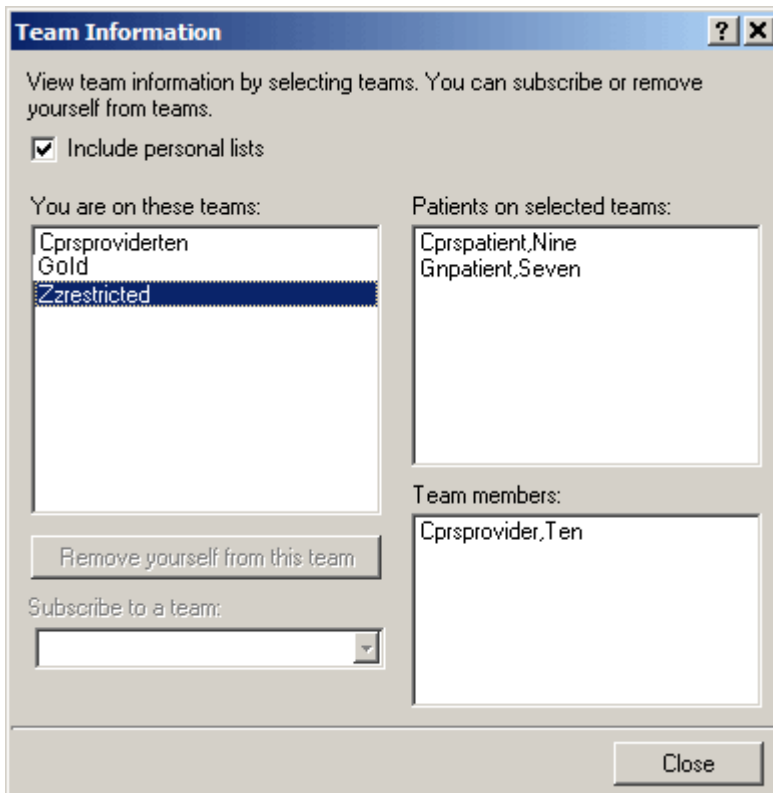 Team Information
View team information by selecting teams. You can subscribe or remove
yourself from teams.
Include personal lists
You are on these teams:
Cprsproviderten
Gold
Zzrestricted
Remove yourself from this team
Subscribe to a team:
Patients on selected teams:
Cprspatient,Nine
Gnpatient,Seven
Team members:
Cprsprovider,Ten
Close